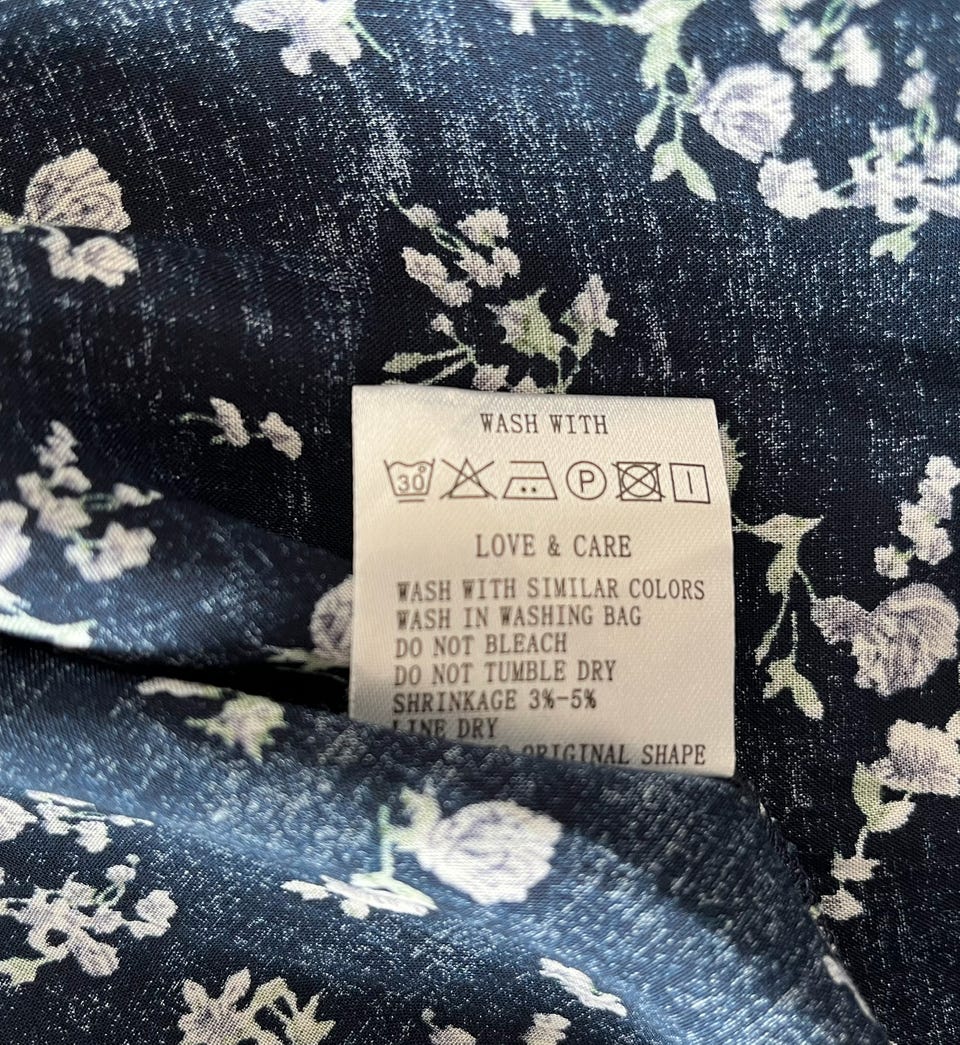 WASH WITH
30° P
LOVE & CARE
WASH WITH SIMILAR COLORS
WASH IN WASHING BAG
DO NOT BLEACH
DO NOT TUMBLE DRY
SHRINKAGE 3%-5%
LINE DRY
ORIGINAL SHAPE